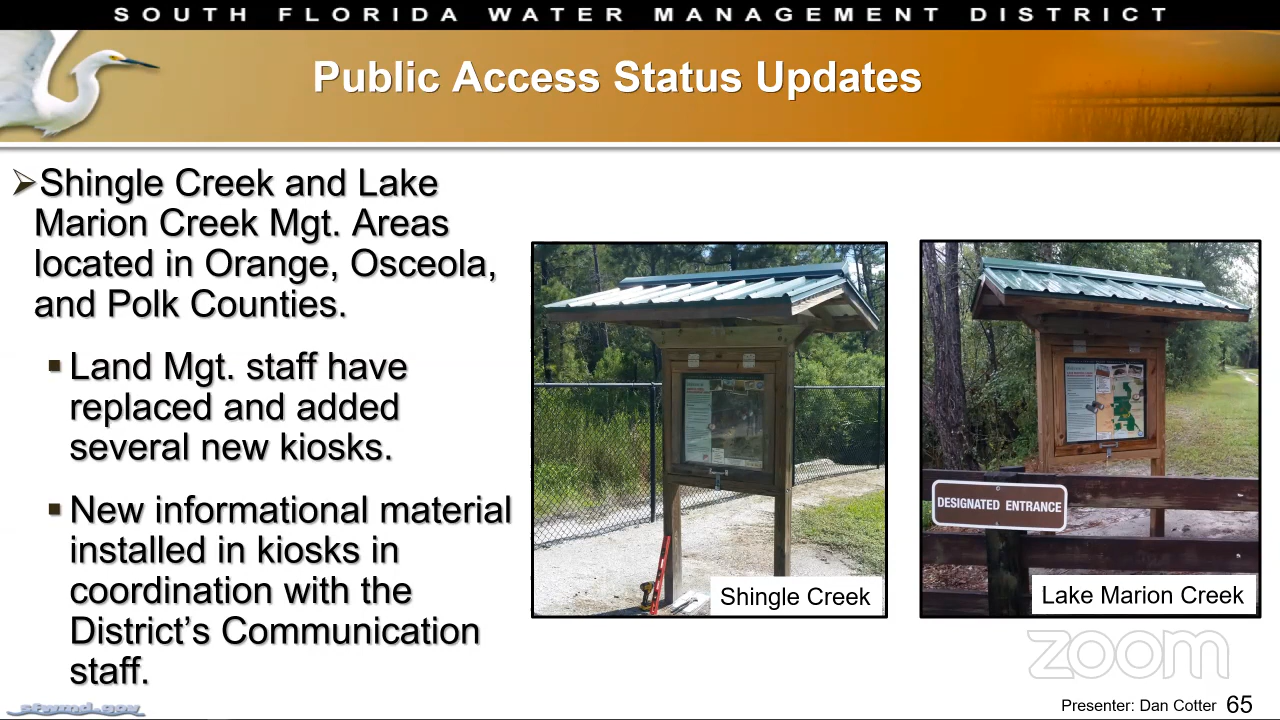 SOUTH FLORIDA WATER MANAGEMENT DISTRICT
Public Access Status Updates
➢Shingle Creek and Lake
Marion Creek Mgt. Areas
located in Orange, Osceola,
and Polk Counties.
▪ Land Mgt. staff have
replaced and added
several new kiosks.
▪ New informational material
installed in kiosks in
coordination with the
District’s Communication
staff.
Shingle Creek
DESIGNATED ENTRANCE
Lake Marion Creek
zoom
sfwmd.gov
Presenter: Dan Cotter 65